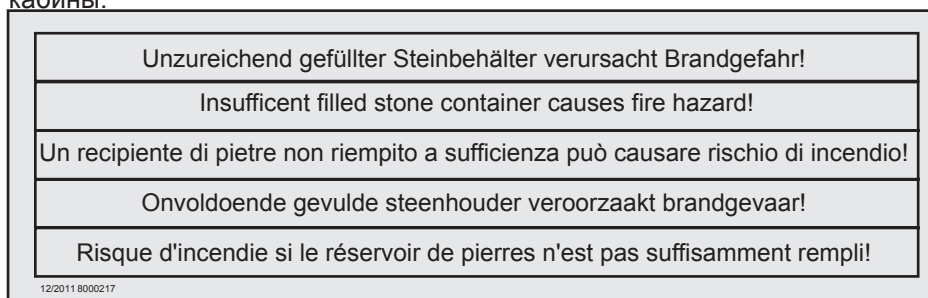 кабины.
Unzureichend gefüllter Steinbehälter verursacht Brandgefahr!
Insufficent filled stone container causes fire hazard!
Un recipiente di pietre non riempito a sufficienza può causare rischio di incendio!
Onvoldoende gevulde steenhouder veroorzaakt brandgevaar!
Risque d'incendie si le réservoir de pierres n'est pas suffisamment rempli!
12/2011 8000217